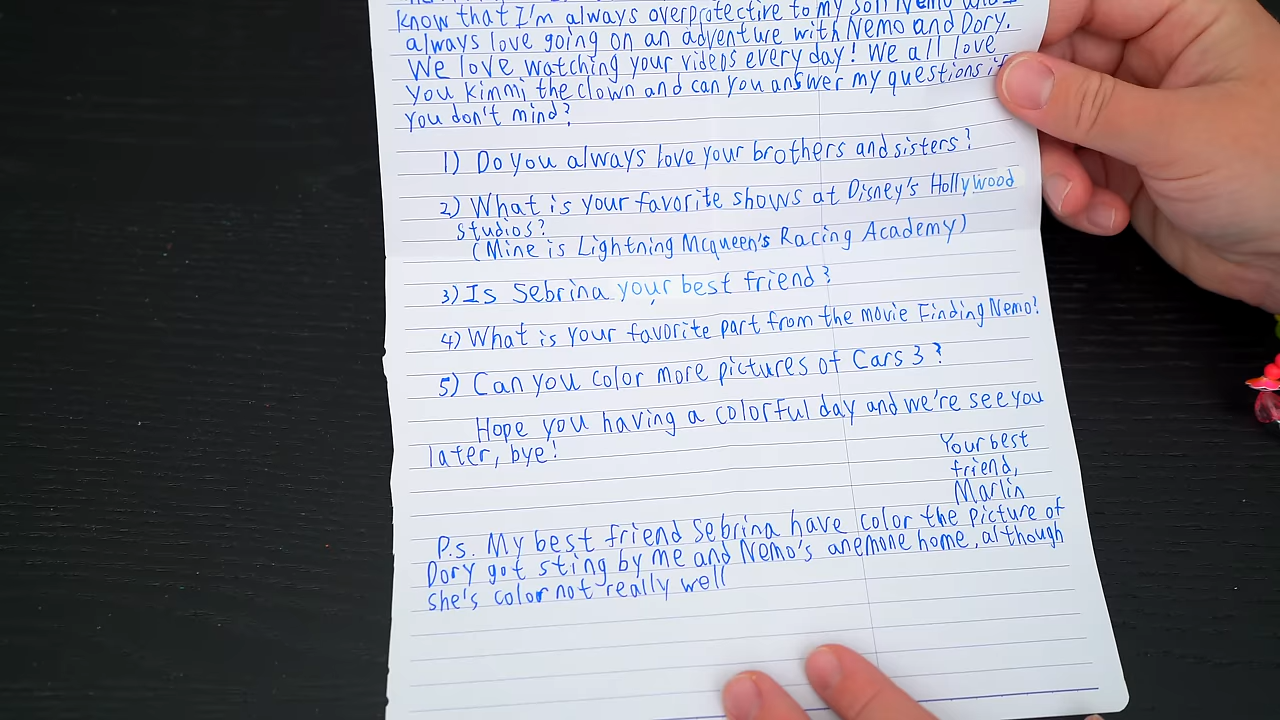 know that I'm always overprotective to my son Nemo and I
always love going on an adventure with Nemo and Dory.
We love watching your videos every day! We all love
you Kimmi the clown and can you answer my questions if
you don't mind?
1) Do you always love your brothers and sisters?
2) What is your favorite shows at Disney's Hollywood
studios?
(Mine is Lightning Mcqueen's Racing Academy)
3) Is Sebrina your best friend?
4) What is your favorite part from the movie Finding Nemo?
5) Can you color more pictures of Cars 3?
Hope you having a colorful day and we're see you
later, bye!
Your best
friend,
Marlin
P.s. My best friend Sebrina have color the picture of
Dory got sting by me and Nemo's anemone home, although
she's color not really well